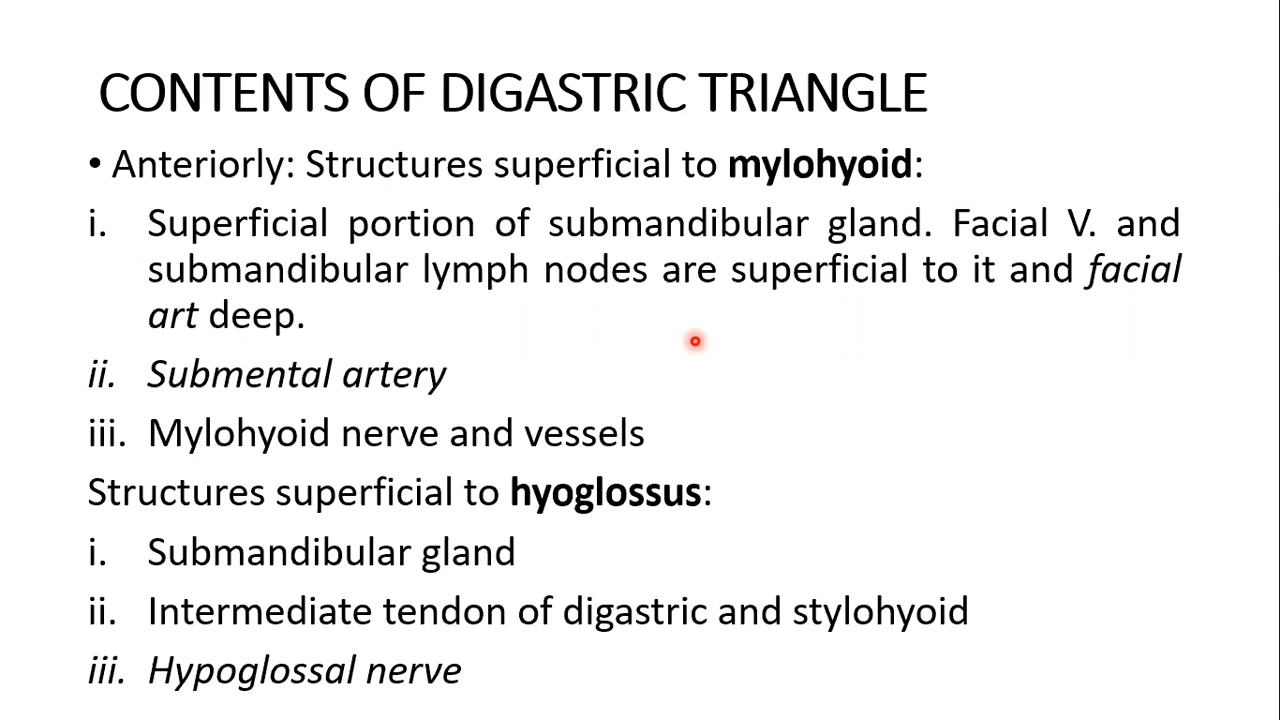 CONTENTS OF DIGASTRIC TRIANGLE
• Anteriorly: Structures superficial to mylohyoid:
i. Superficial portion of submandibular gland. Facial V. and
submandibular lymph nodes are superficial to it and facial
art deep.
ii. Submental artery
iii. Mylohyoid nerve and vessels
Structures superficial to hyoglossus:
i. Submandibular gland
ii. Intermediate tendon of digastric and stylohyoid
iii. Hypoglossal nerve